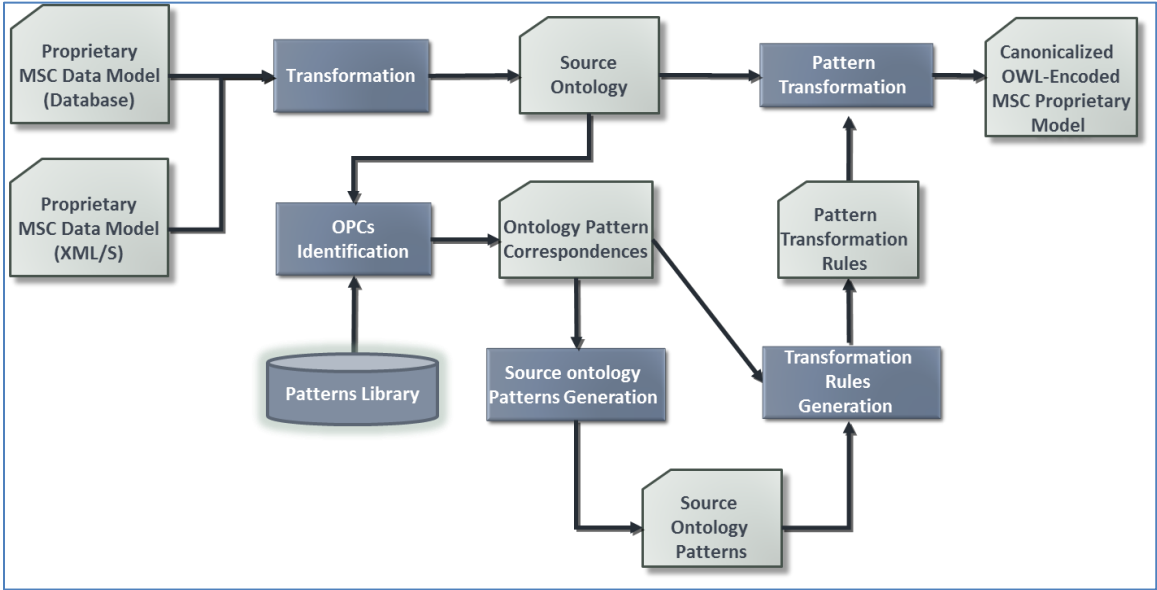 Proprietary
MSC Data Model
(Database)
Transformation
Source
Ontology
Pattern
Transformation
Canonicalized
OWL-Encoded
MSC Proprietary
Model
Proprietary
MSC Data Model
(XML/S)
OPCs
Identification
Ontology Pattern
Correspondences
Pattern
Transformation
Rules
Patterns Library
Source ontology
Patterns Generation
Transformation
Rules
Generation
Source
Ontology
Patterns